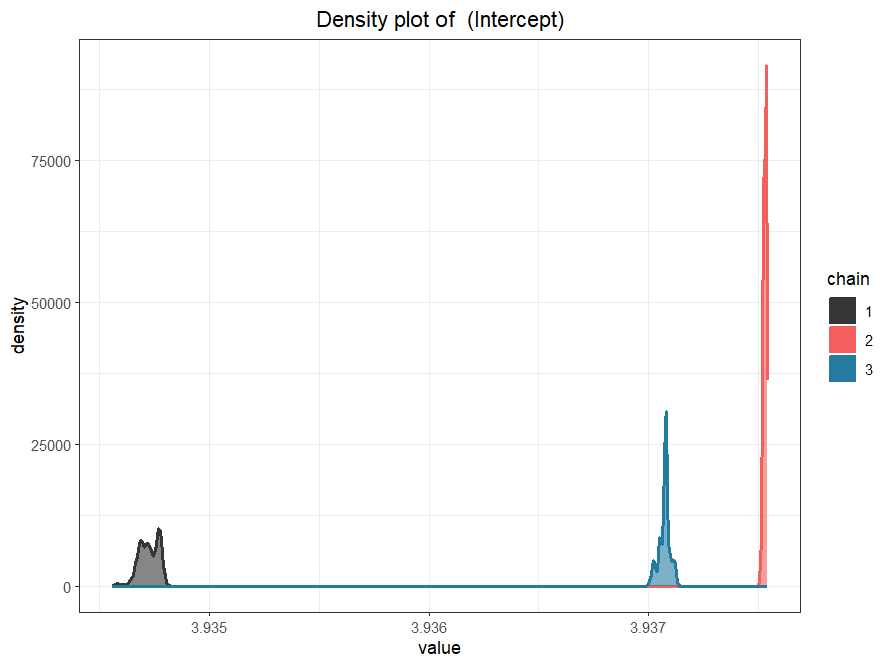 Density plot of  (Intercept)
density
75000
50000
25000
0
3.935
3.936
3.937
value
chain
1
2
3